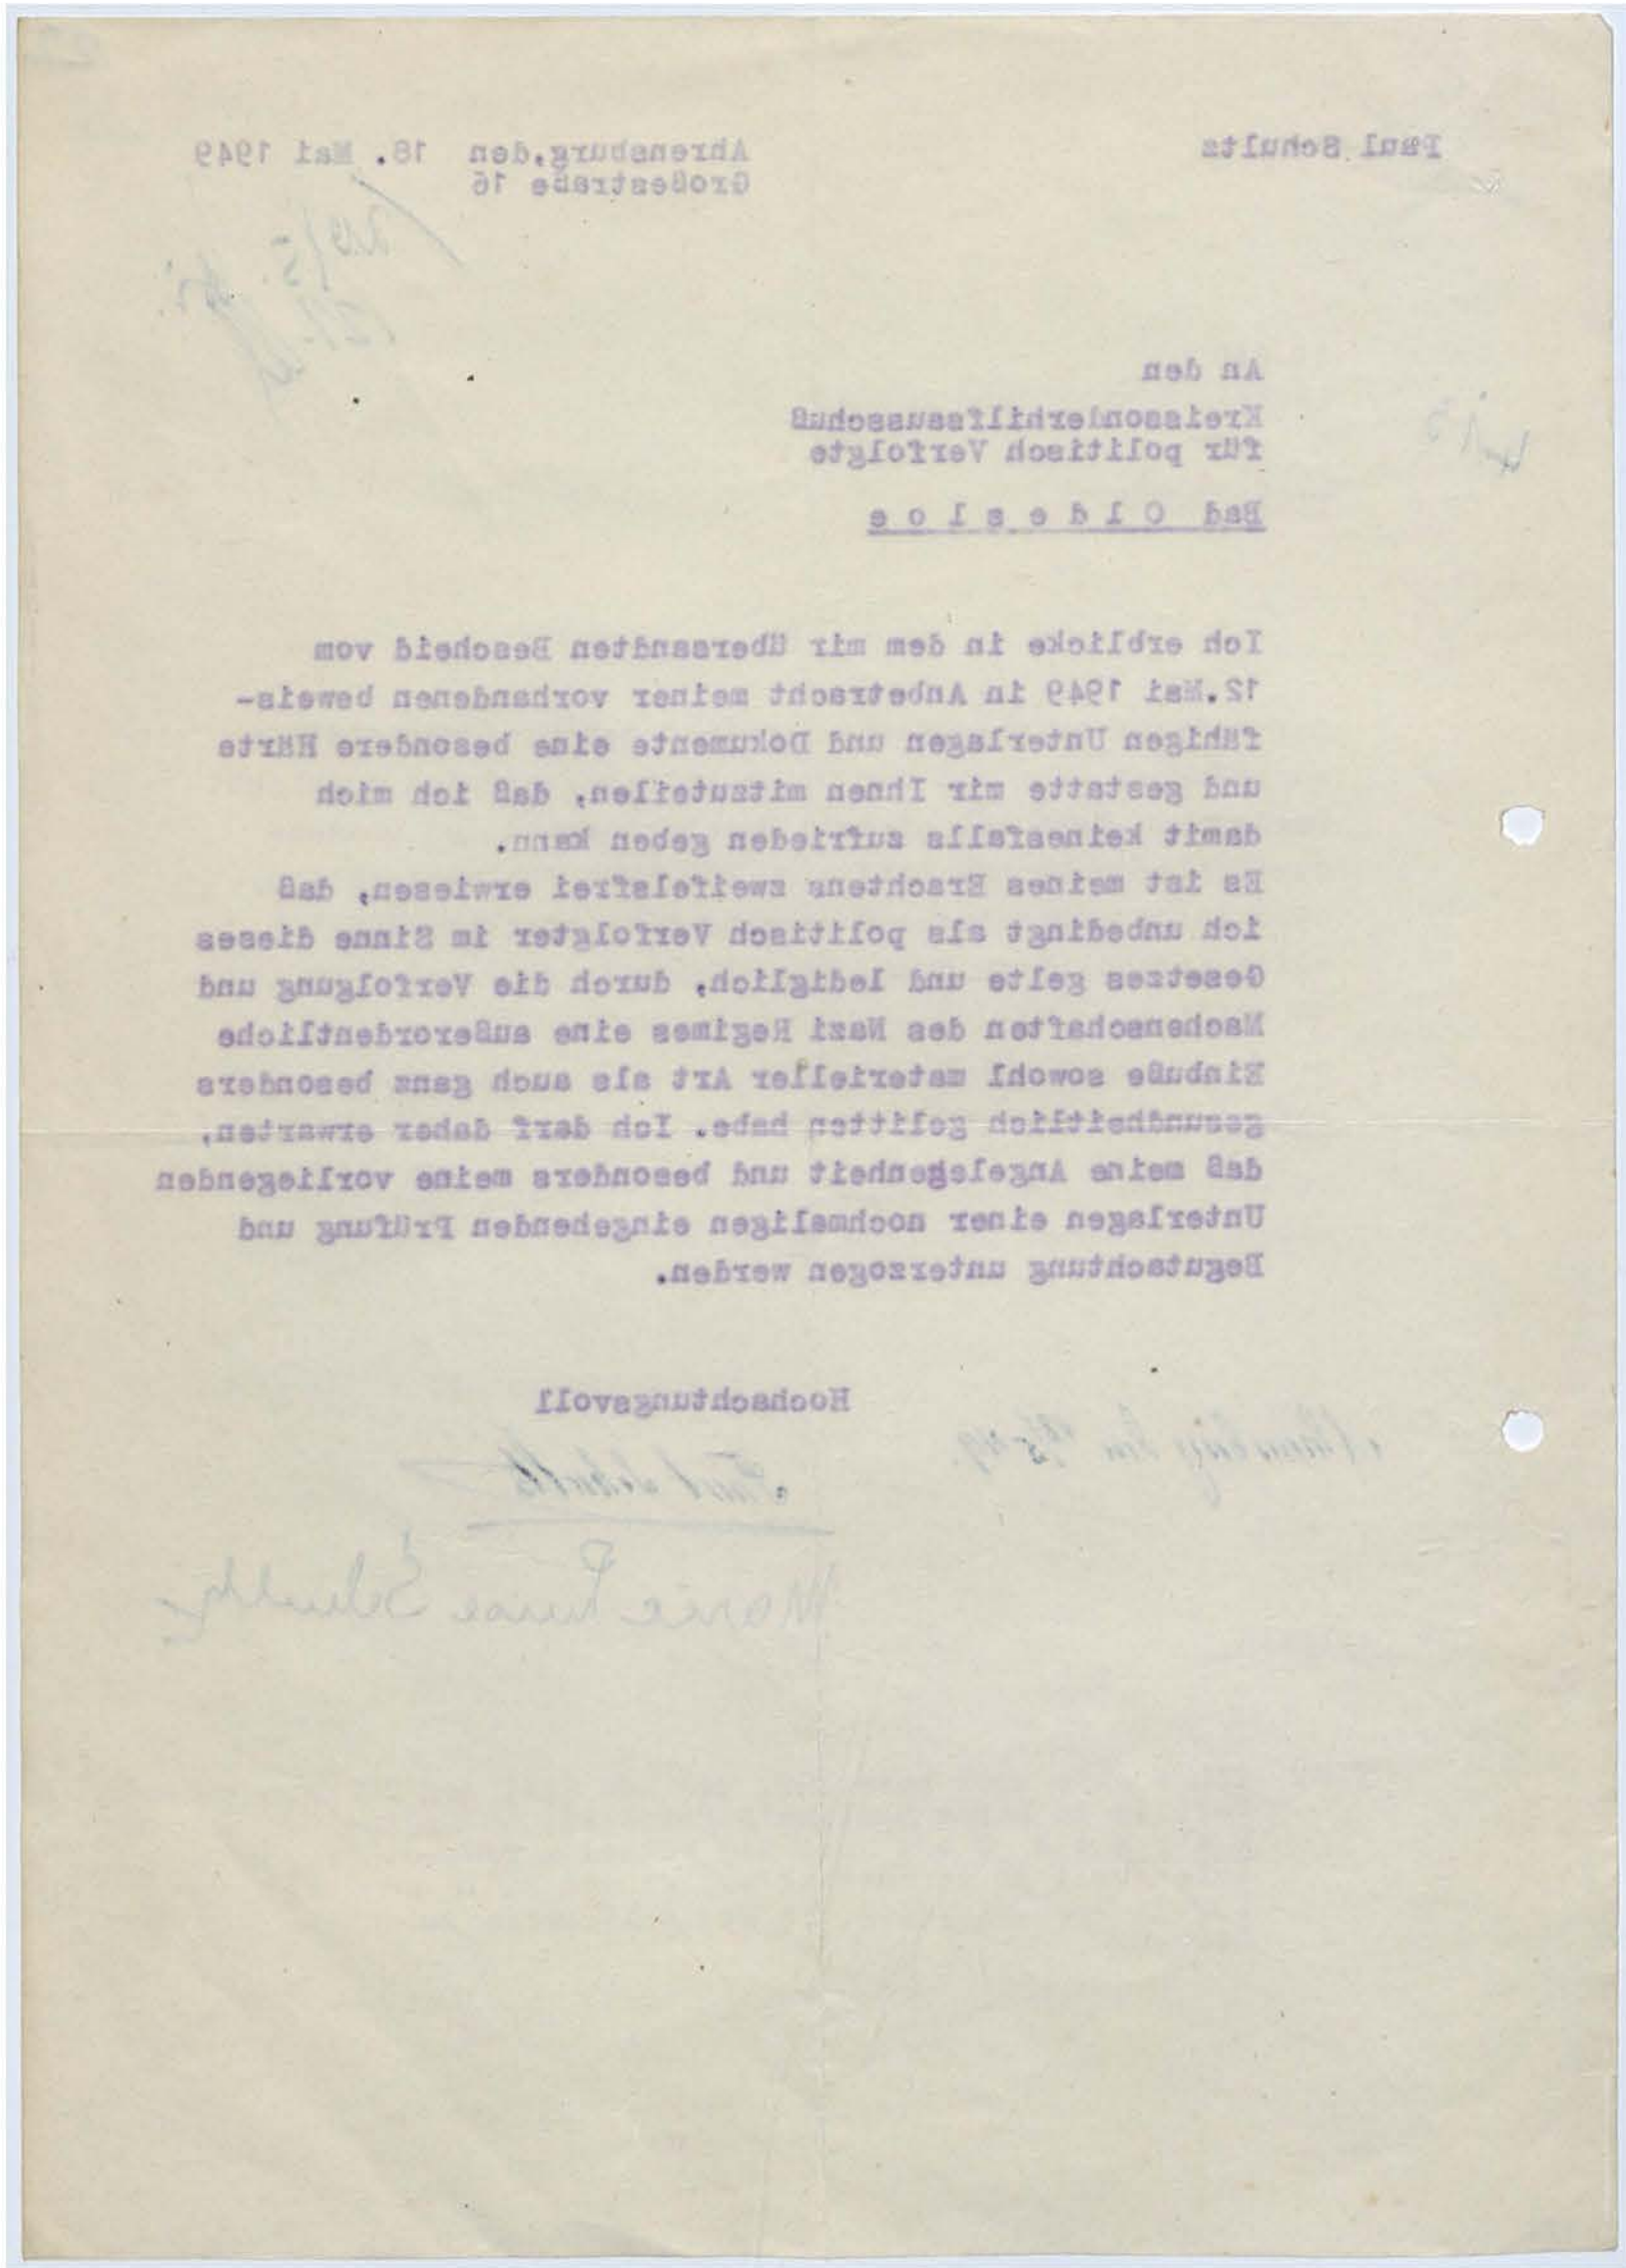 Paul Schultz
Ahrensburg,den 18. Mai 1949
Großestraße 16
An den
Kreissonderhilfsausschuß
für politisch Verfolgte
Bad Oldesloe
Ich erblicke in dem mir übersandten Bescheid vom
12.Mai 1949 in Anbetracht meiner vorhandenen beweis-
fähigen Unterlagen und Dokumente eine besondere Härte
und gestatte mir Ihnen mitzuteilen, daß ich mich
damit keinesfalls zufrieden geben kann.
Es ist meines Erachtens zweifelsfrei erwiesen, daß
ich unbedingt als politisch Verfolgter im Sinne dieses
Gesetzes gelte und lediglich, durch die Verfolgung und
Machenschaften des Nazi Regimes eine außerordentliche
Einbuße sowohl materieller Art als auch ganz besonders
gesundheitlich gelitten habe. Ich darf daher erwarten,
daß meine Angelegenheit und besonders meine vorliegenden
Unterlagen einer nochmaligen eingehenden Prüfung und
Begutachtung unterzogen werden.
Hochachtungsvoll
Paul Schultz
Marie Luise Schultz